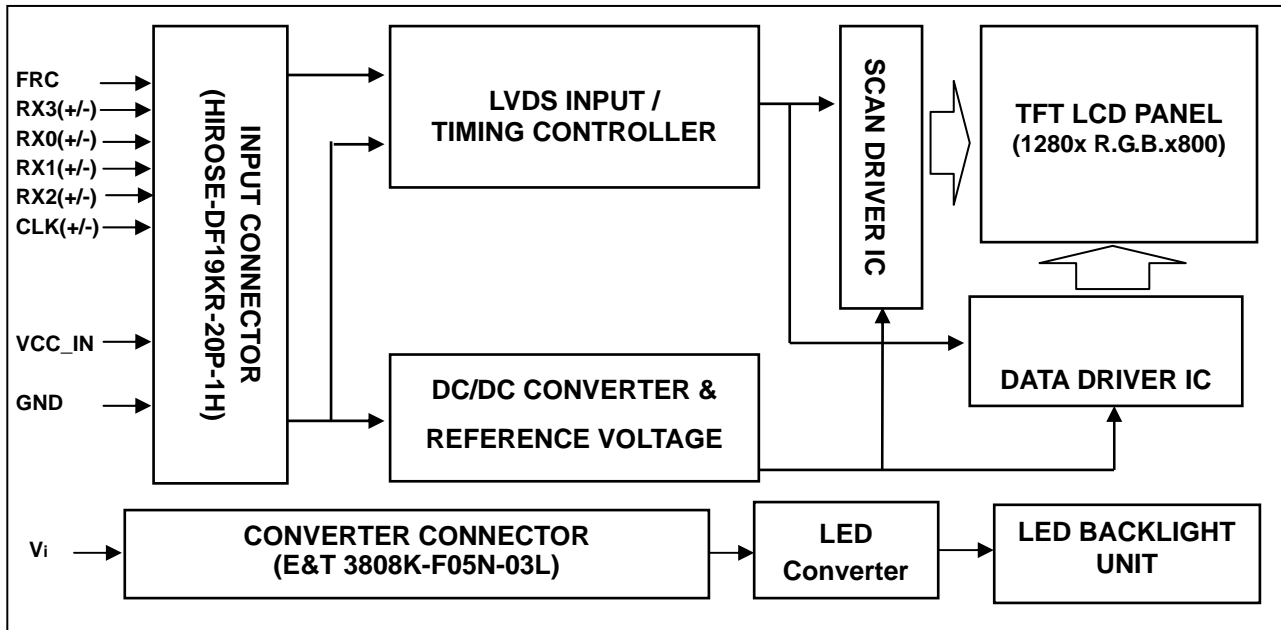 FRC
RX3(+/-)
RX0(+/-)
RX1(+/-)
RX2(+/-)
CLK(+/-)
VCC_IN
GND
INPUT CONNECTOR
(HIROSE-DF19KR-20P-1H)
LVDS INPUT /
TIMING CONTROLLER
SCAN DRIVER IC
TFT LCD PANEL
(1280x R.G.B.x800)
DC/DC CONVERTER &
REFERENCE VOLTAGE
DATA DRIVER IC
Vi
CONVERTER CONNECTOR
(E&T 3808K-F05N-03L)
LED
Converter
LED BACKLIGHT
UNIT